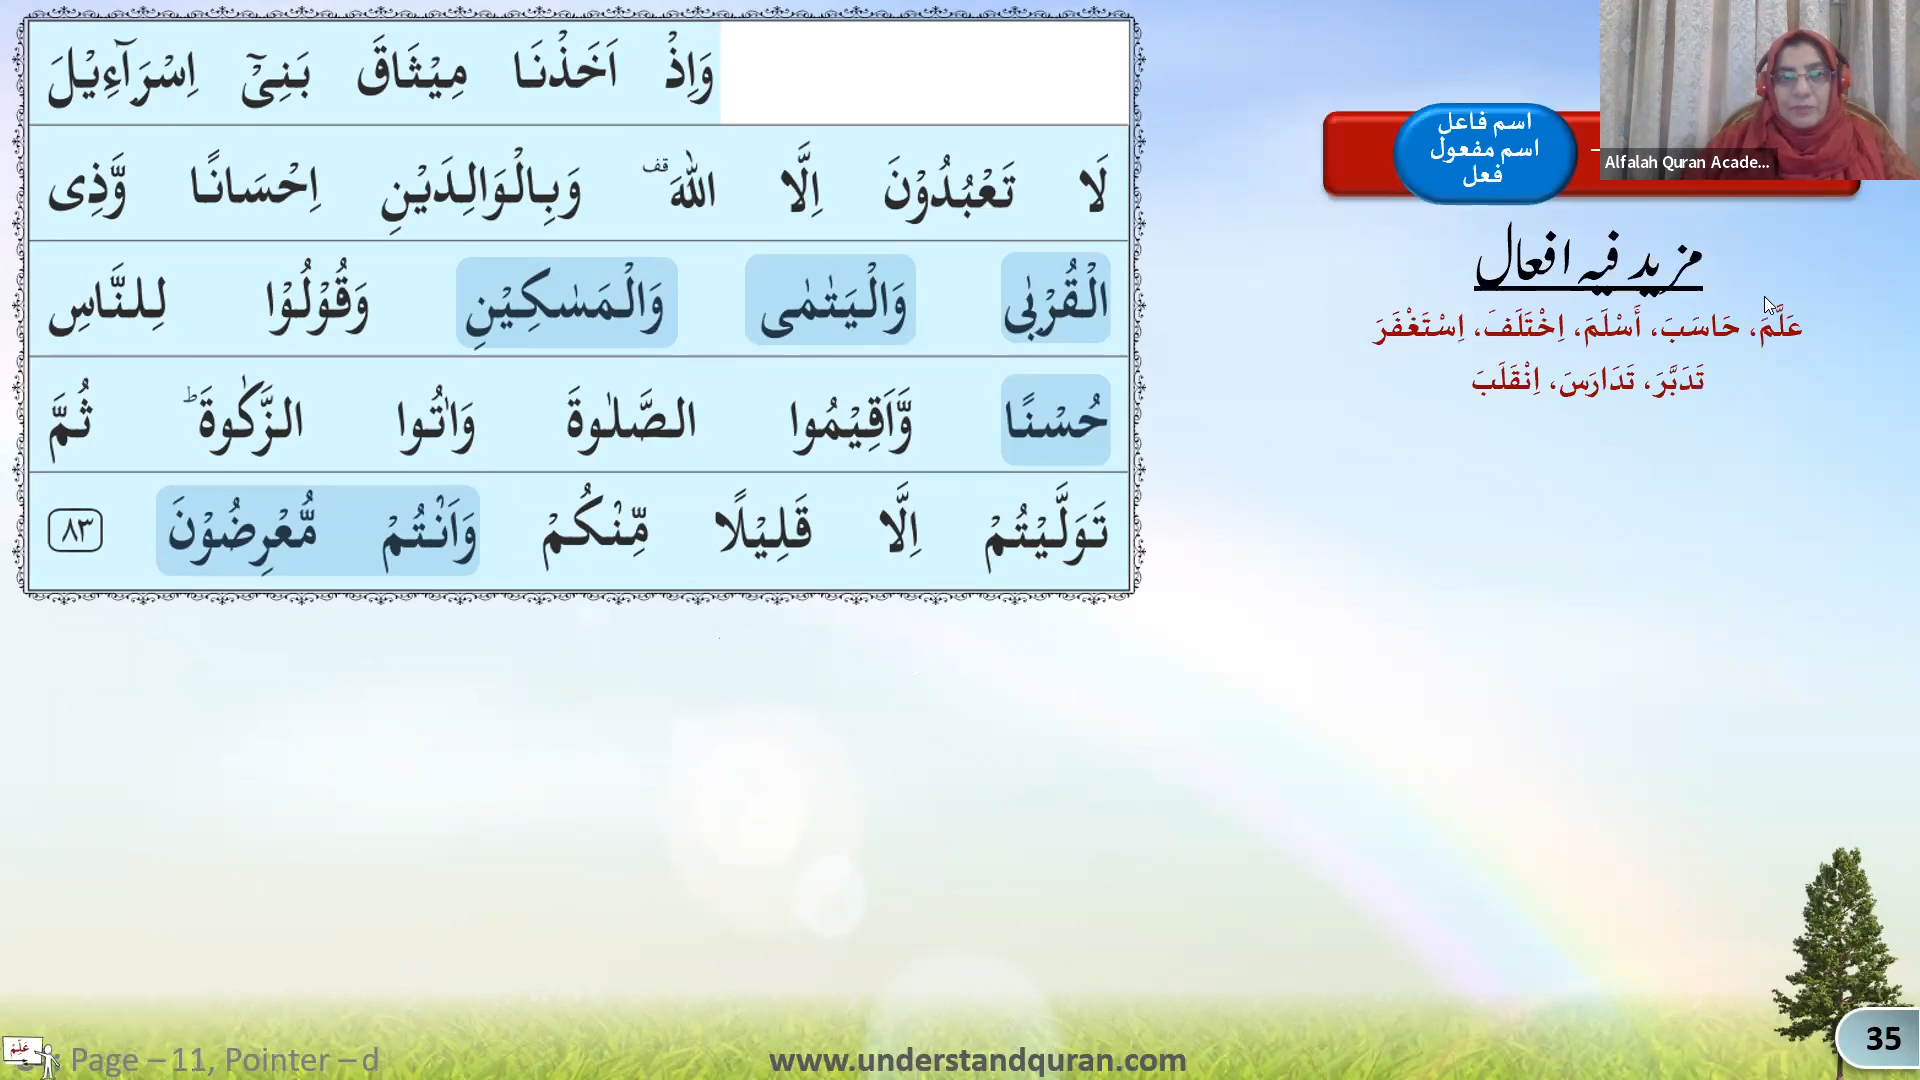 وَاِذْ اَخَذْنَا مِيْثَاقَ بَنِىْٓ اِسْرَآءِيْلَ
لَا تَعْبُدُوْنَ اِلَّا اللّٰهَ قف وَبِالْوَالِدَيْنِ اِحْسَانًا وَّذِى
الْقُرْبٰى وَالْيَتٰمٰى وَالْمَسٰكِيْنِ وَقُوْلُوْا لِلنَّاسِ
حُسْنًا وَّاَقِيْمُوا الصَّلٰوةَ وَاٰتُوا الزَّكٰوةَ ؕ ثُمَّ
تَوَلَّيْتُمْ اِلَّا قَلِيْلًا مِّنْكُمْ وَاَنْتُمْ مُّعْرِضُوْنَ ٨٣
اسم فاعل
اسم مفعول
فعل
Alfalah Quran Acade...
مزید فیہ افعال
عَلَّمَ، حَاسَبَ، أَسْلَمَ، اِخْتَلَفَ، اِسْتَغْفَرَ
تَدَبَّرَ، تَدَارَسَ، اِنْقَلَبَ
Page – 11, Pointer – d
www.understandquran.com
35